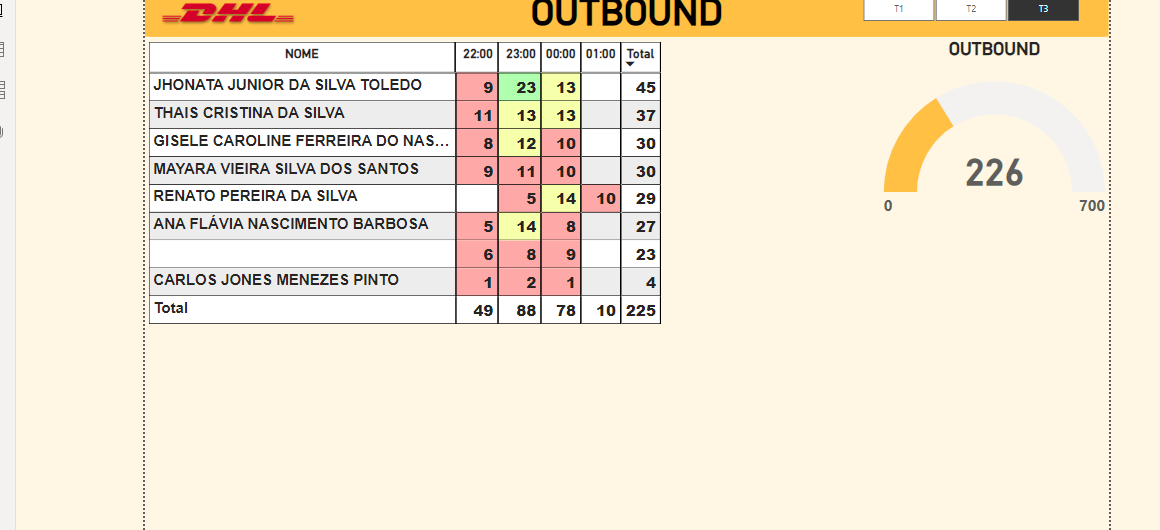 DHL
OUTBOUND
T1 T2 T3
NOME 22:00 23:00 00:00 01:00 Total
JHONATA JUNIOR DA SILVA TOLEDO 9 23 13 45
THAIS CRISTINA DA SILVA 11 13 13 37
GISELE CAROLINE FERREIRA DO NAS... 8 12 10 30
MAYARA VIEIRA SILVA DOS SANTOS 9 11 10 30
RENATO PEREIRA DA SILVA 5 14 10 29
ANA FLÁVIA NASCIMENTO BARBOSA 5 14 8 27
6 8 9 23
CARLOS JONES MENEZES PINTO 1 2 1 4
Total 49 88 78 10 225
OUTBOUND
226
0 700